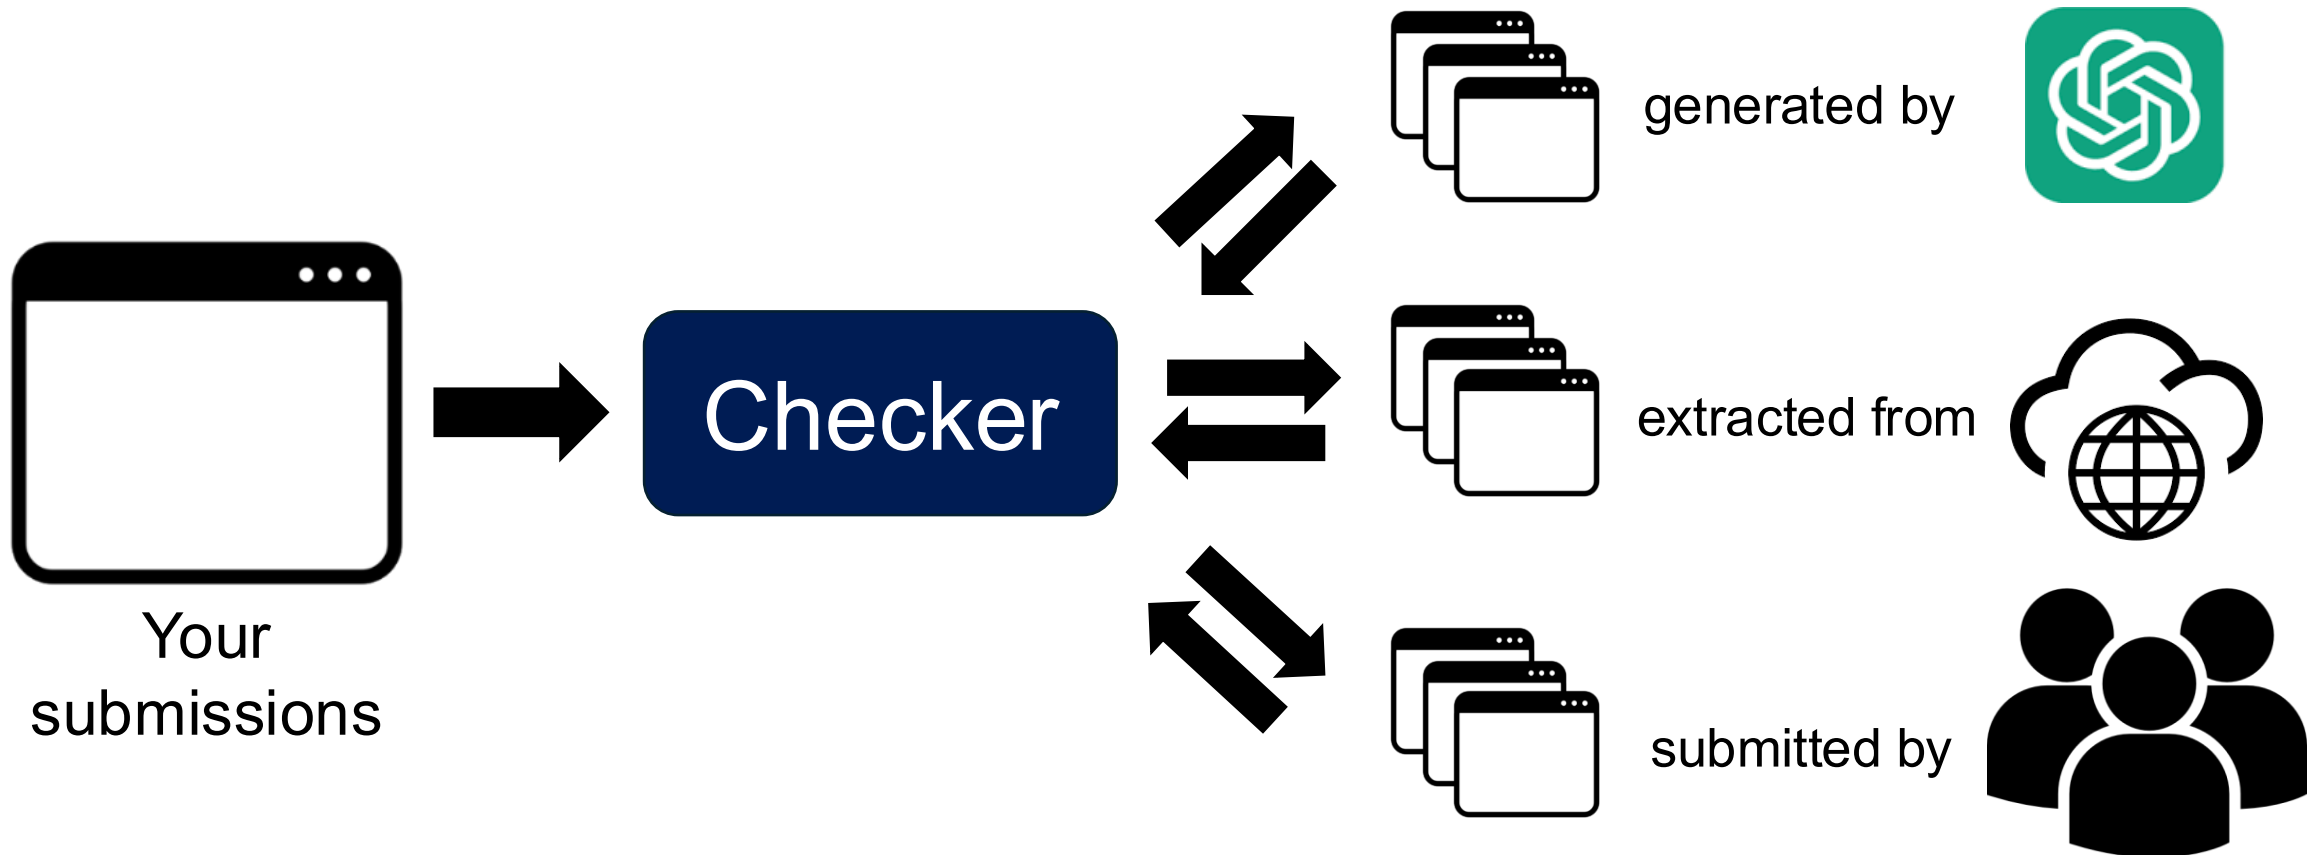 generated by
Checker
extracted from
Your
submissions
submitted by